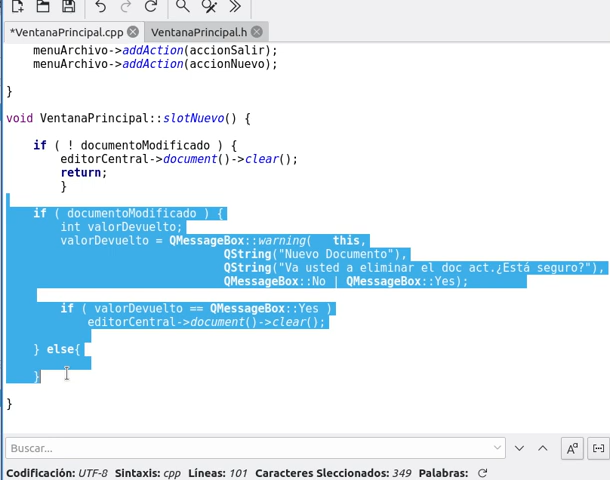 *VentanaPrincipal.cpp VentanaPrincipal.h
menuArchivo->addAction(accionSalir);
menuArchivo->addAction(accionNuevo);
}
void VentanaPrincipal::slotNuevo() {
if ( ! documentoModificado ) {
editorCentral->document()->clear();
return;
}
if ( documentoModificado ) {
int valorDevuelto;
valorDevuelto = QMessageBox::warning( this,
QString("Nuevo Documento"),
QString("Va usted a eliminar el doc act.¿Está seguro?"),
QMessageBox::No | QMessageBox::Yes);
if ( valorDevuelto == QMessageBox::Yes )
editorCentral->document()->clear();
} else{
}
}
Buscar...
Codificación: UTF-8 Sintaxis: cpp Líneas: 101 Caracteres Sleccionados: 349 Palabras: